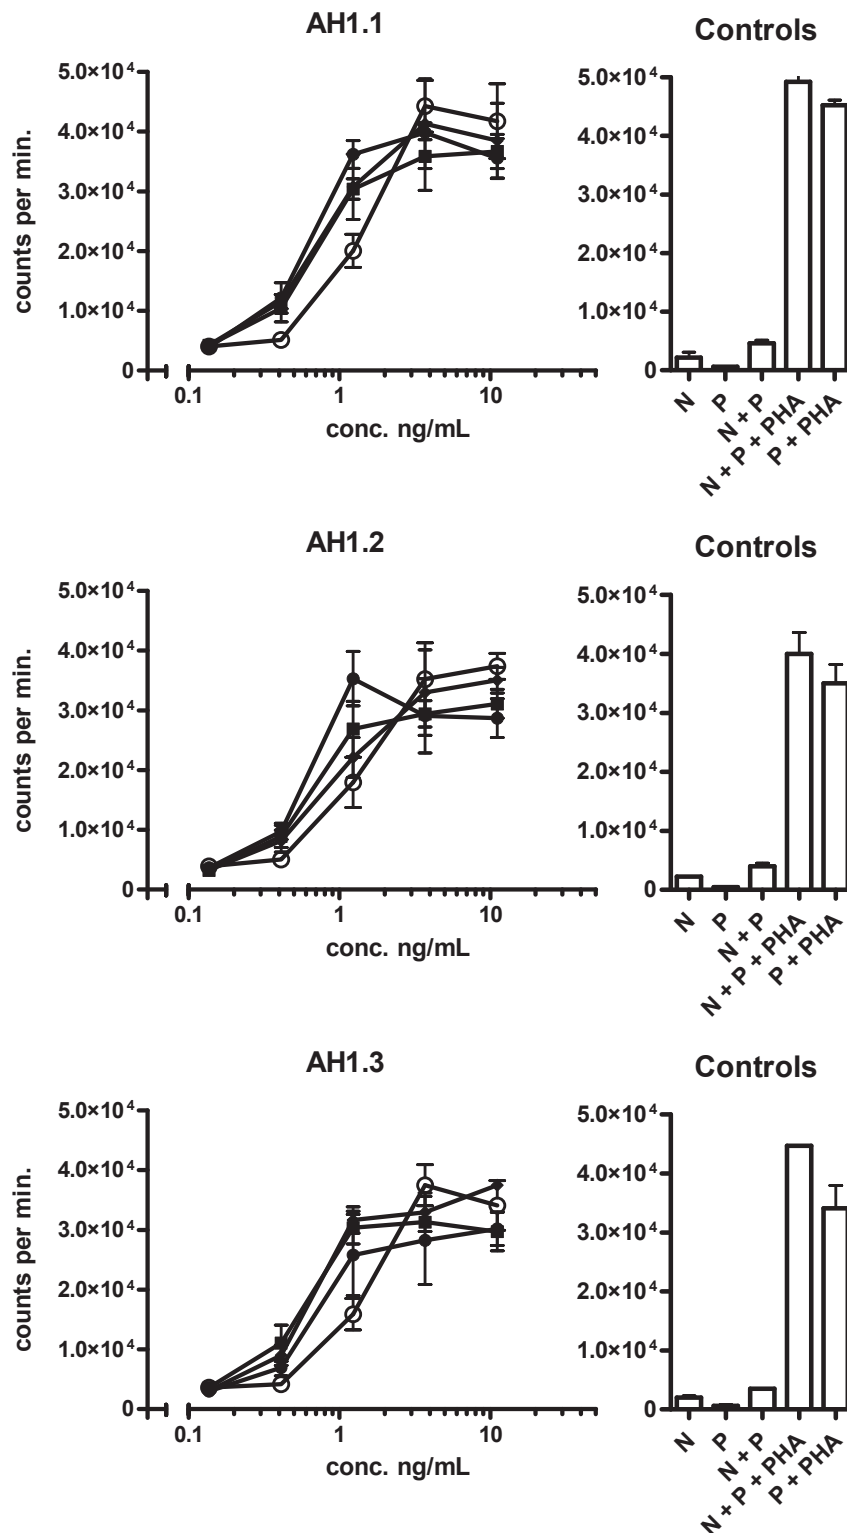 AH1.1
Controls
counts per min.
5.0×10⁴
4.0×10⁴
3.0×10⁴
2.0×10⁴
1.0×10⁴
0
0.1
1
10
conc. ng/mL
5.0×10⁴
4.0×10⁴
3.0×10⁴
2.0×10⁴
1.0×10⁴
0
N
P
N + P
N + P + PHA
P + PHA
AH1.2
Controls
counts per min.
5.0×10⁴
4.0×10⁴
3.0×10⁴
2.0×10⁴
1.0×10⁴
0
0.1
1
10
conc. ng/mL
5.0×10⁴
4.0×10⁴
3.0×10⁴
2.0×10⁴
1.0×10⁴
0
N
P
N + P
N + P + PHA
P + PHA
AH1.3
Controls
counts per min.
5.0×10⁴
4.0×10⁴
3.0×10⁴
2.0×10⁴
1.0×10⁴
0
0.1
1
10
conc. ng/mL
5.0×10⁴
4.0×10⁴
3.0×10⁴
2.0×10⁴
1.0×10⁴
0
N
P
N + P
N + P + PHA
P + PHA